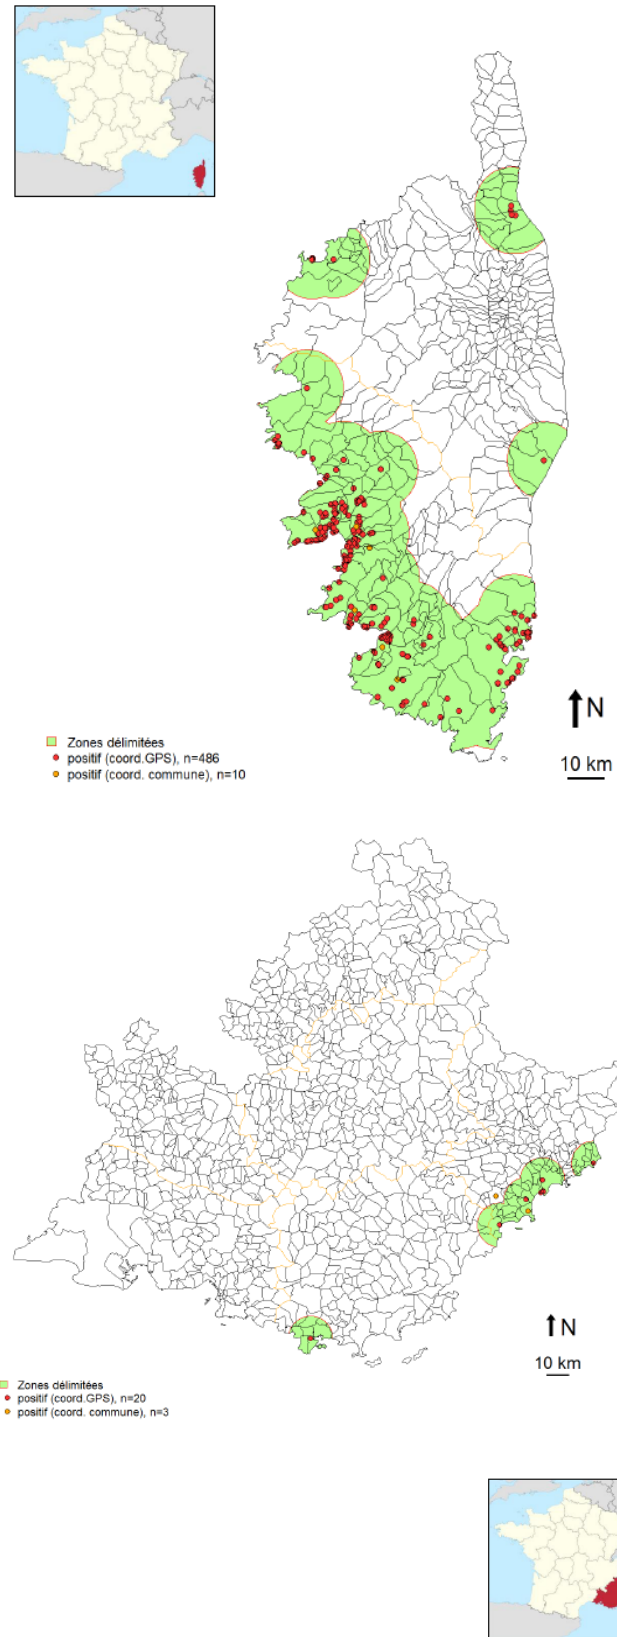 N
10 km
Zones délimitées
positif (coord.GPS), n=486
positif (coord. commune), n=10
N
10 km
Zones délimitées
positif (coord.GPS), n=20
positif (coord. commune), n=3